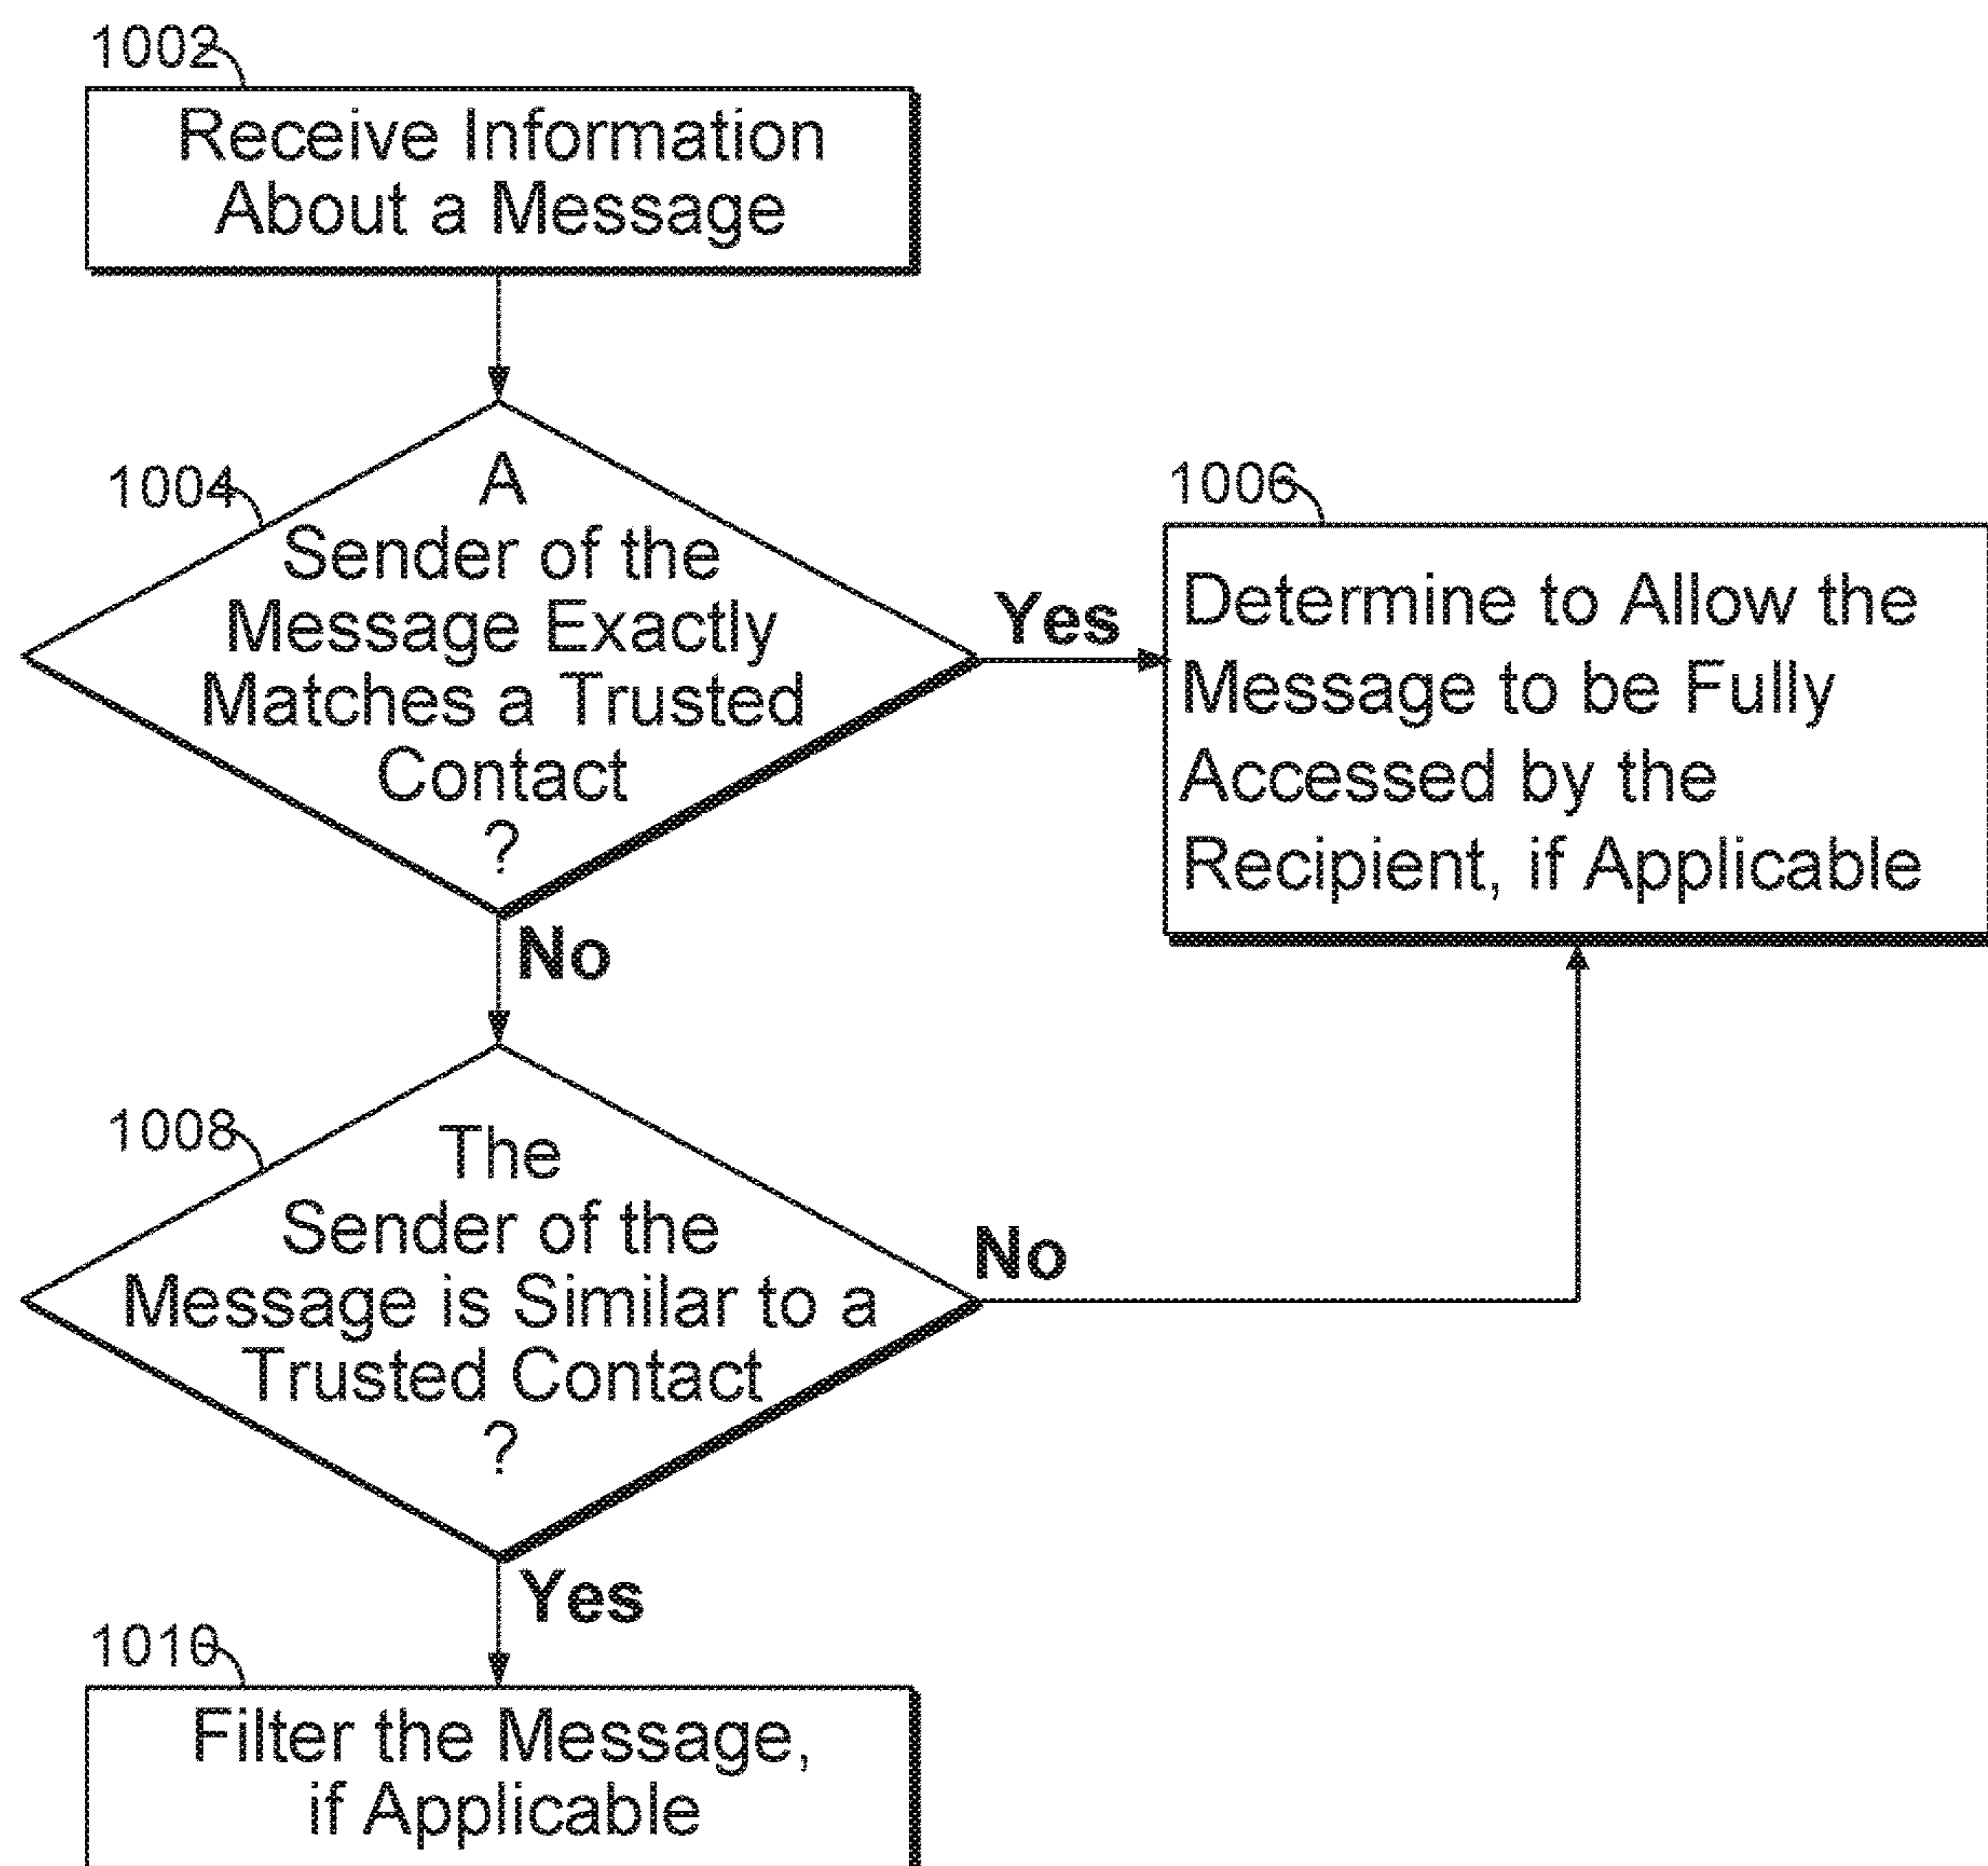 1002
Receive Information
About a Message
1004
A
Sender of the
Message Exactly
Matches a Trusted
Contact
?
Yes
1006
Determine to Allow the
Message to be Fully
Accessed by the
Recipient, if Applicable
No
1008
The
Sender of the
Message is Similar to a
Trusted Contact
?
No
Yes
1010
Filter the Message,
if Applicable